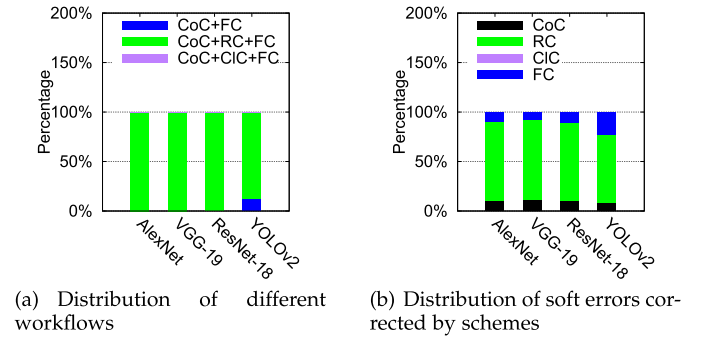 200%
150%
100%
50%
0%
Percentage
CoC+FC
CoC+RC+FC
CoC+ClC+FC
AlexNet
VGG-19
ResNet-18
YOLOv2
(a) Distribution of different
workflows
200%
150%
100%
50%
0%
Percentage
CoC
RC
ClC
FC
AlexNet
VGG-19
ResNet-18
YOLOv2
(b) Distribution of soft errors cor-
rected by schemes